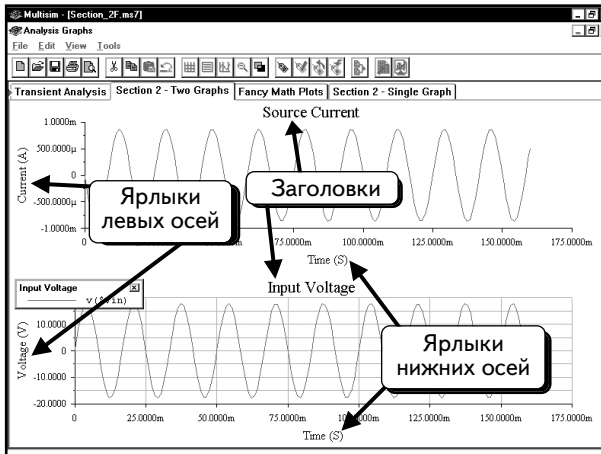 Multisim - [Section_2F.ms7]
Analysis Graphs
File Edit View Tools
Transient Analysis Section 2 - Two Graphs Fancy Math Plots Section 2 - Single Graph
Source Current
1.0000m
500.0000µ
0
-500.0000µ
-1.0000m
Current (A)
Ярлыки
левых осей
Заголовки
0 75.0000m 100.0000m 125.0000m 150.0000m 175.0000m
Time (S)
Input Voltage
Input Voltage
10.0000
0
-10.0000
-20.0000
Voltage (V)
Ярлыки
нижних осей
0 25.0000m 50.0000m 75.0000m 100.0000m 125.0000m 150.0000m 175.0000m
Time (S)